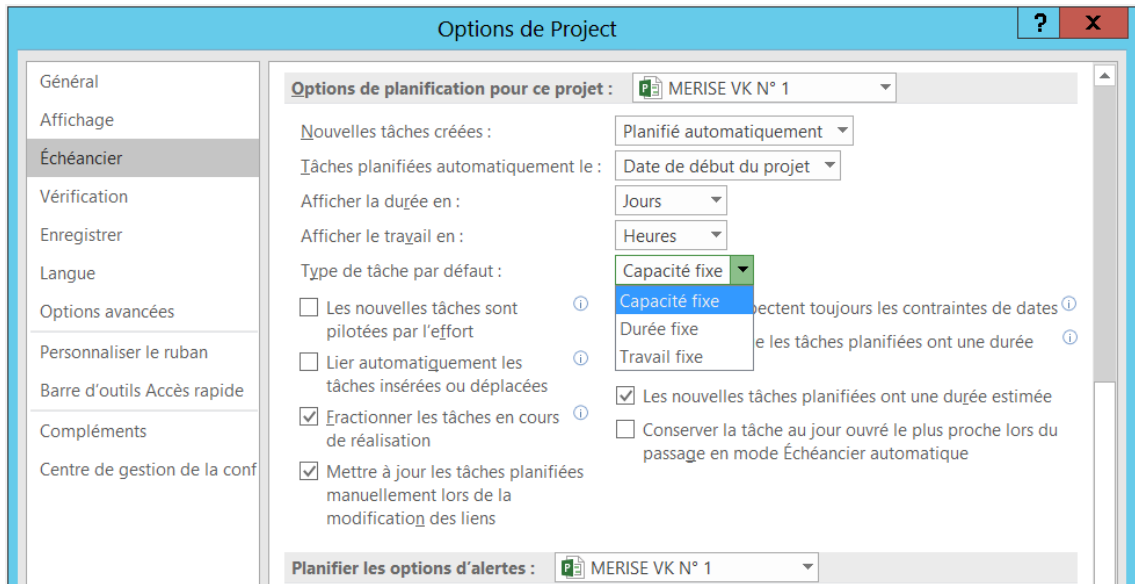 Options de Project
? X
Général
Affichage
Échéancier
Vérification
Enregistrer
Langue
Options avancées
Personnaliser le ruban
Barre d'outils Accès rapide
Compléments
Centre de gestion de la conf
Options de planification pour ce projet : MERISE VK N° 1
Nouvelles tâches créées : Planifié automatiquement
Tâches planifiées automatiquement le : Date de début du projet
Afficher la durée en : Jours
Afficher le travail en : Heures
Type de tâche par défaut : Capacité fixe
Capacité fixe
Durée fixe
Travail fixe
Les nouvelles tâches sont
pilotées par l'effort
Lier automatiquement les
tâches insérées ou déplacées
Fractionner les tâches en cours
de réalisation
Mettre à jour les tâches planifiées
manuellement lors de la
modification des liens
pectent toujours les contraintes de dates
e les tâches planifiées ont une durée
Les nouvelles tâches planifiées ont une durée estimée
Conserver la tâche au jour ouvré le plus proche lors du
passage en mode Échéancier automatique
Planifier les options d'alertes : MERISE VK N° 1